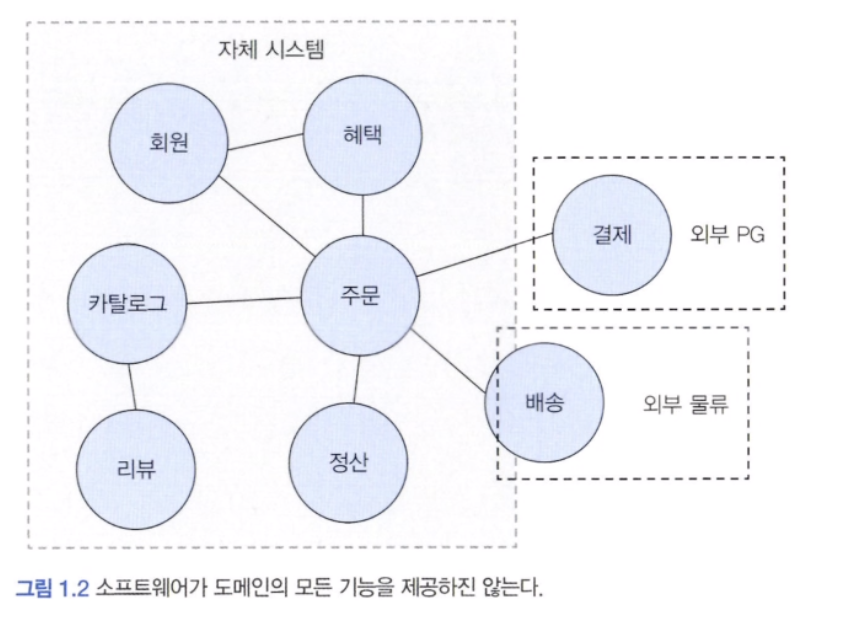 자체 시스템
회원
혜택
결제
외부 PG
카탈로그
주문
배송
외부 물류
리뷰
정산
그림 1.2 소프트웨어가 도메인의 모든 기능을 제공하진 않는다.